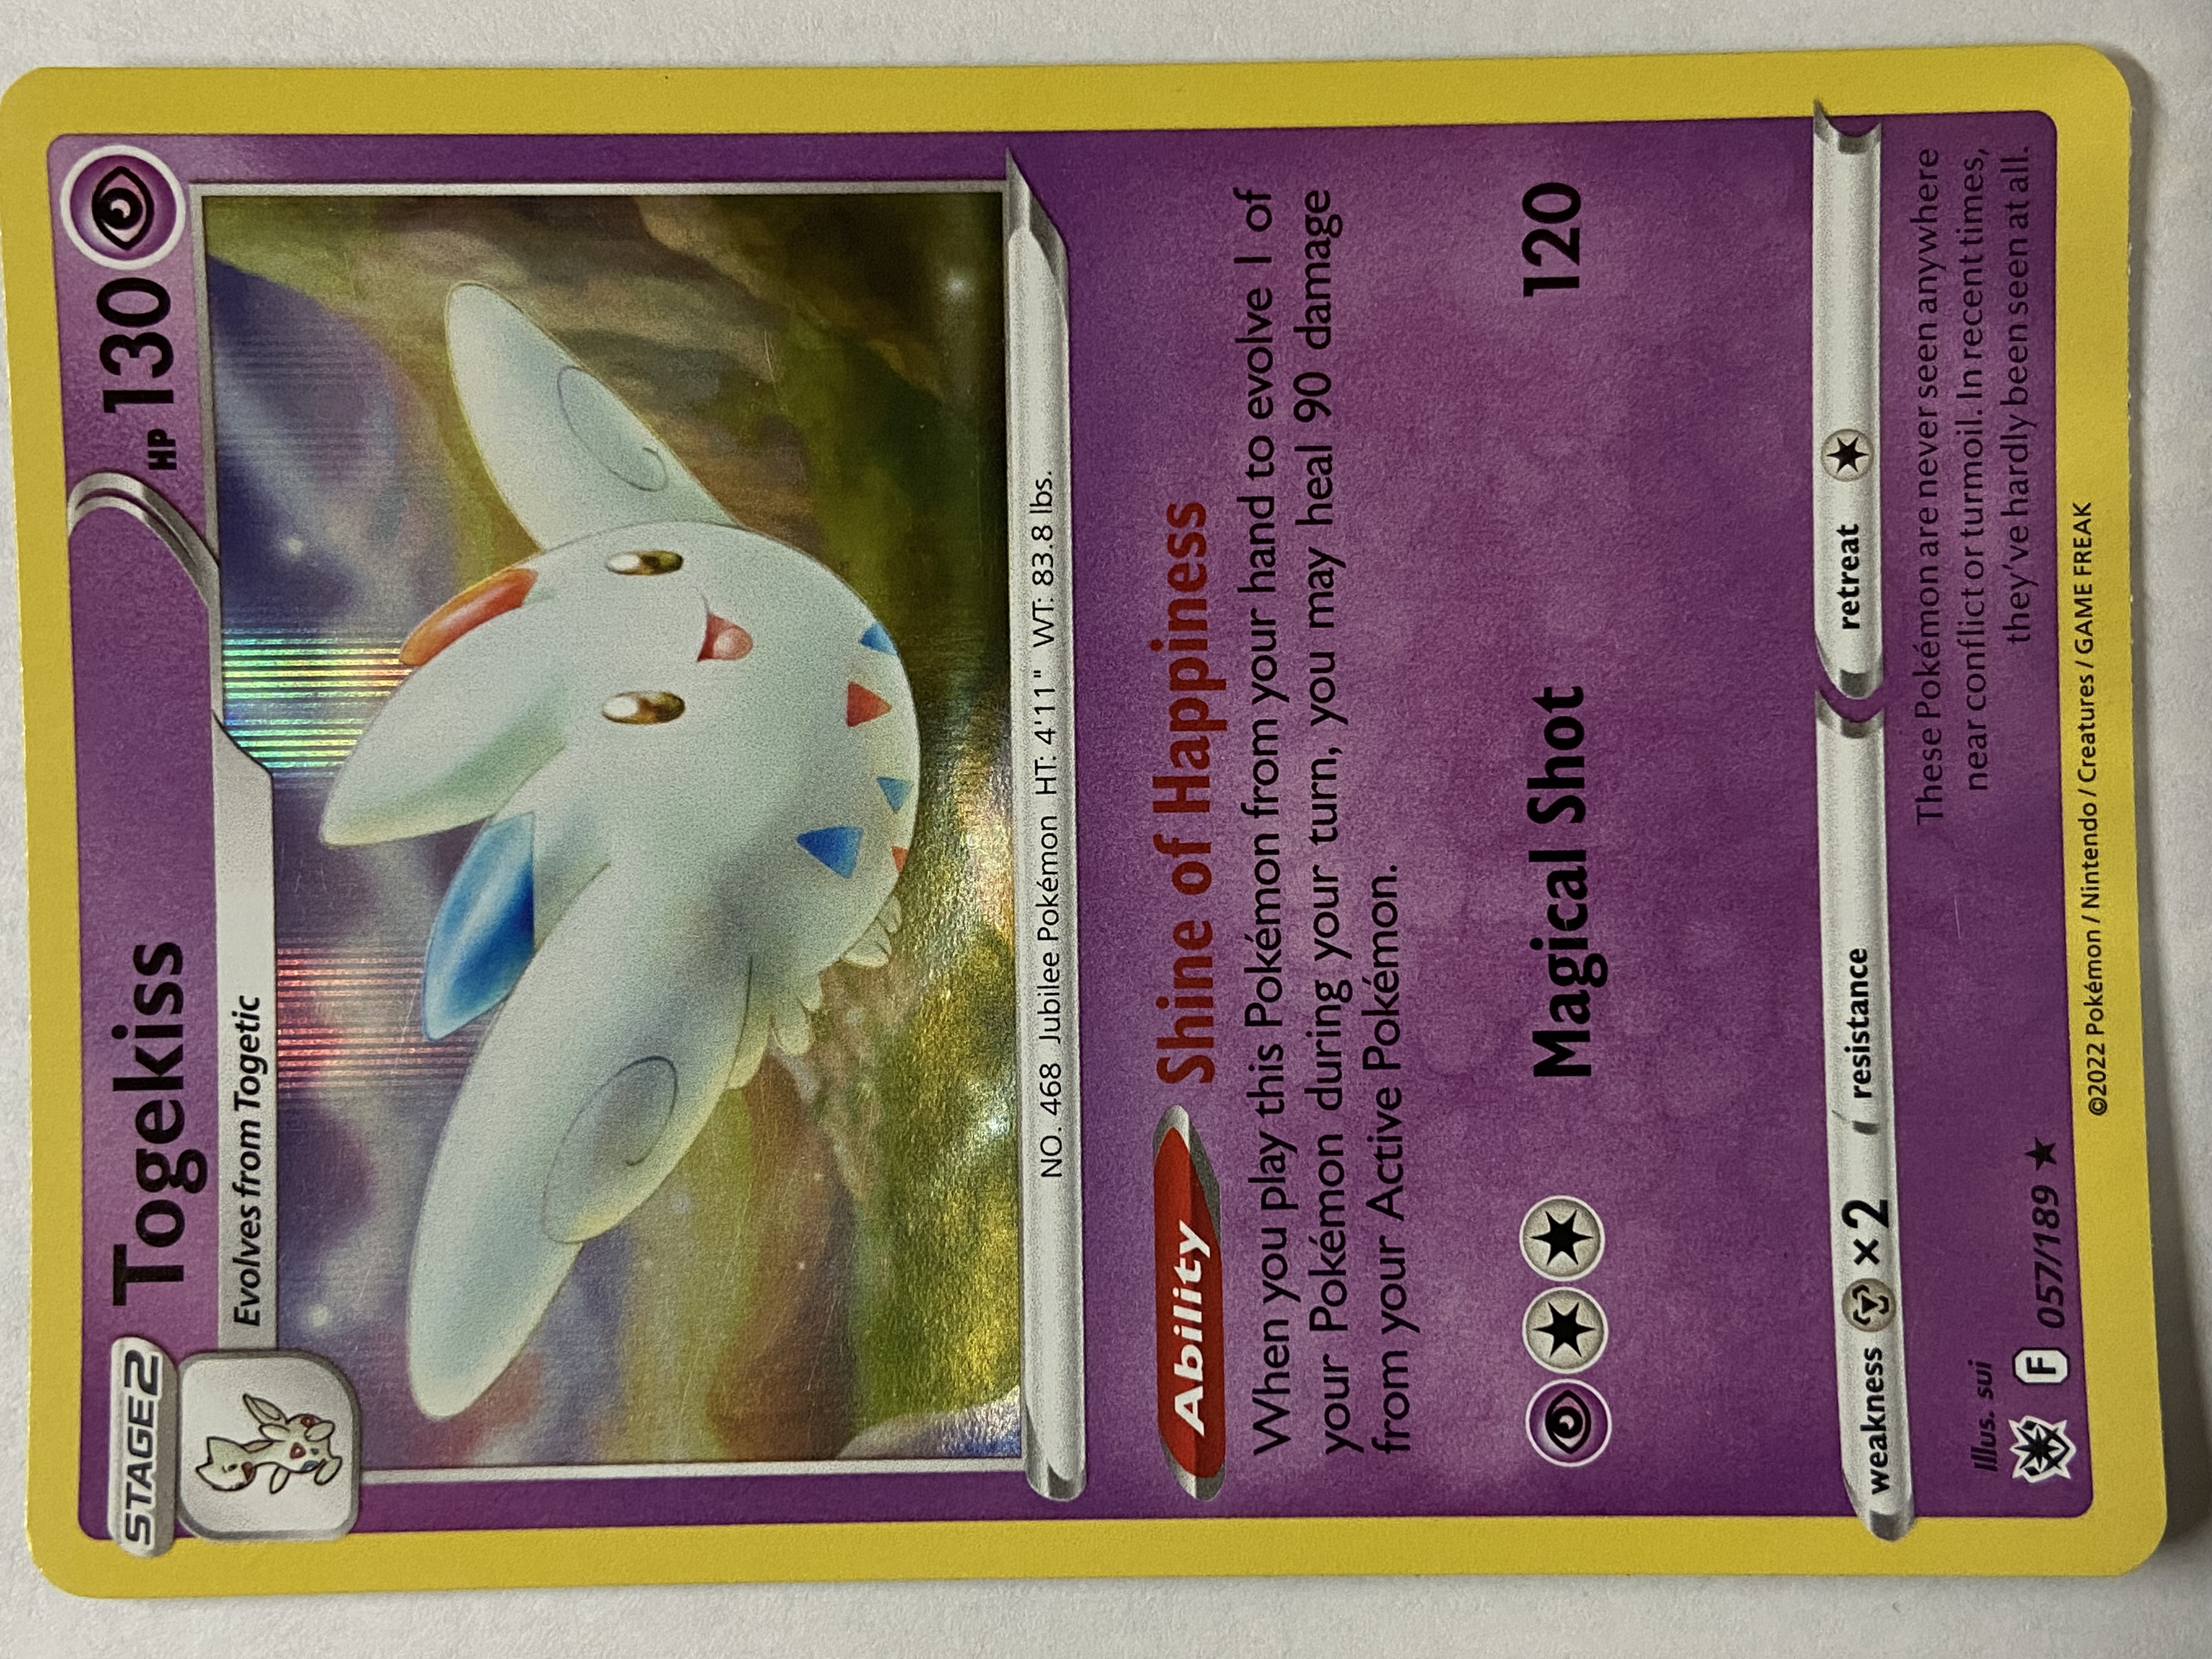 STAGE2
Togekiss
HP 130
Evolves from Togetic
NO. 468 Jubilee Pokémon HT: 4'11" WT: 83.8 lbs.
Ability Shine of Happiness
When you play this Pokémon from your hand to evolve 1 of
your Pokémon during your turn, you may heal 90 damage
from your Active Pokémon.
Magical Shot 120
weakness ×2 resistance retreat
These Pokémon are never seen anywhere
near conflict or turmoil. In recent times,
they've hardly been seen at all.
Illus. sui
F 057/189 ★
©2022 Pokémon / Nintendo / Creatures / GAME FREAK